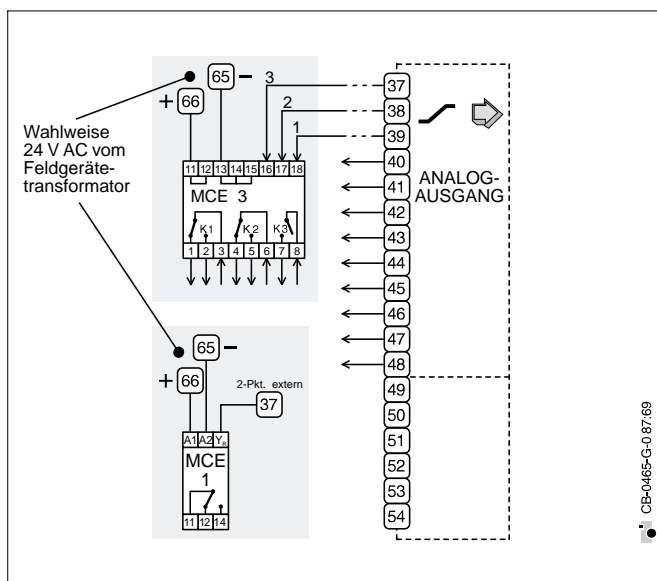 65 −
3
37
+ 66
2
38
1
39
Wahlweise
24 V AC vom
Feldgeräte-
transformator
11 12 13 14 15 16 17 18
MCE 3
K1 K2 K3
1 2 3 4 5 6 7 8
40
41
ANALOG-
AUSGANG
42
43
44
45
46
47
48
65 −
+ 66
2-Pkt. extern
37
A1 A2 Y<sub>R</sub>
MCE
1
11 12 14
49
50
51
52
53
54
CB-0465-G-0 87:69